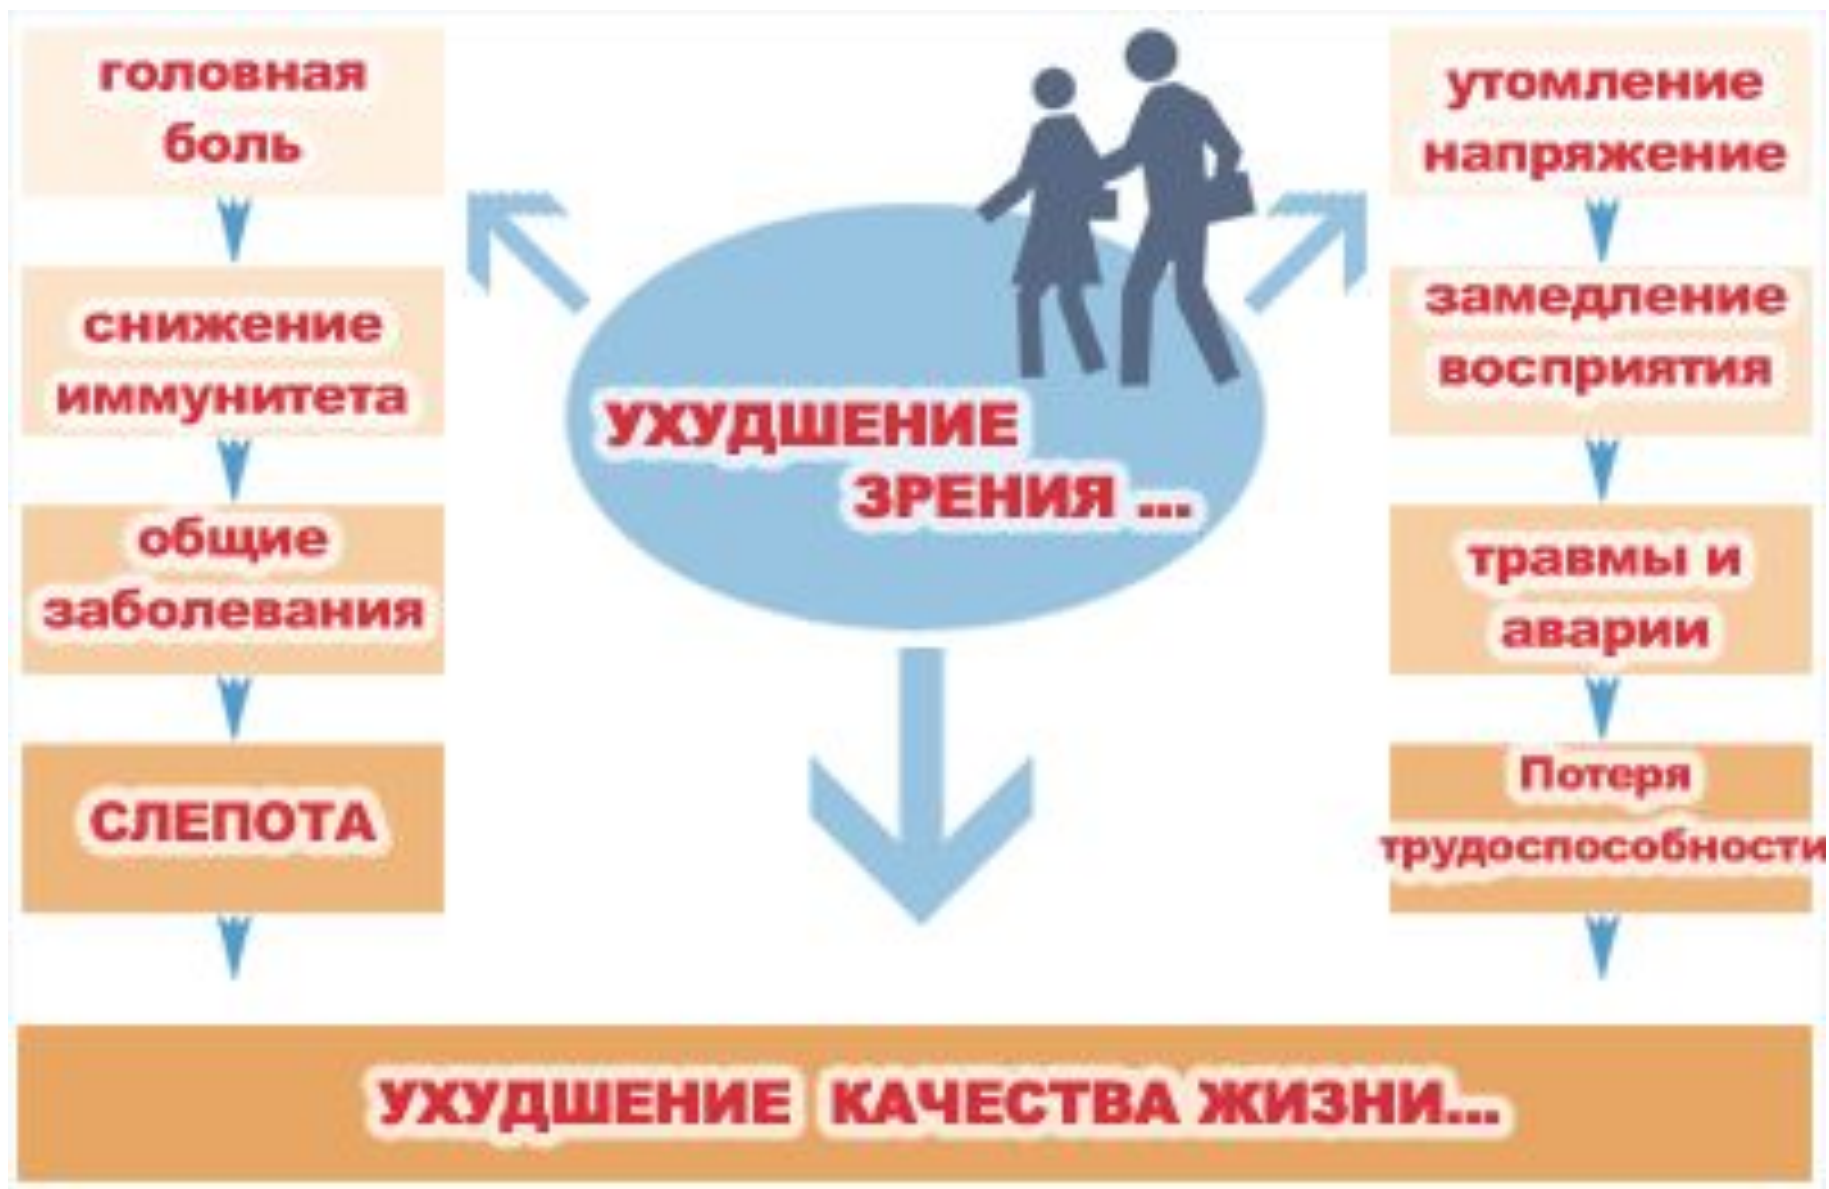 головная
боль
снижение
иммунитета
общие
заболевания
СЛЕПОТА
УХУДШЕНИЕ
ЗРЕНИЯ ...
утомление
напряжение
замедление
восприятия
травмы и
аварии
Потеря
трудоспособности
УХУДШЕНИЕ КАЧЕСТВА ЖИЗНИ...